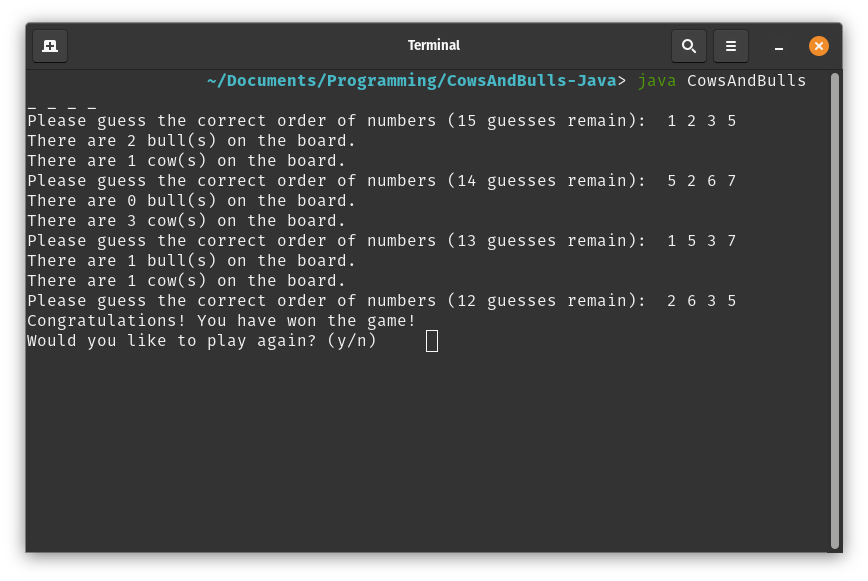 Terminal
~/Documents/Programming/CowsAndBulls-Java> java CowsAndBulls
_ _ _ _
Please guess the correct order of numbers (15 guesses remain):  1 2 3 5
There are 2 bull(s) on the board.
There are 1 cow(s) on the board.
Please guess the correct order of numbers (14 guesses remain):  5 2 6 7
There are 0 bull(s) on the board.
There are 3 cow(s) on the board.
Please guess the correct order of numbers (13 guesses remain):  1 5 3 7
There are 1 bull(s) on the board.
There are 1 cow(s) on the board.
Please guess the correct order of numbers (12 guesses remain):  2 6 3 5
Congratulations! You have won the game!
Would you like to play again? (y/n)